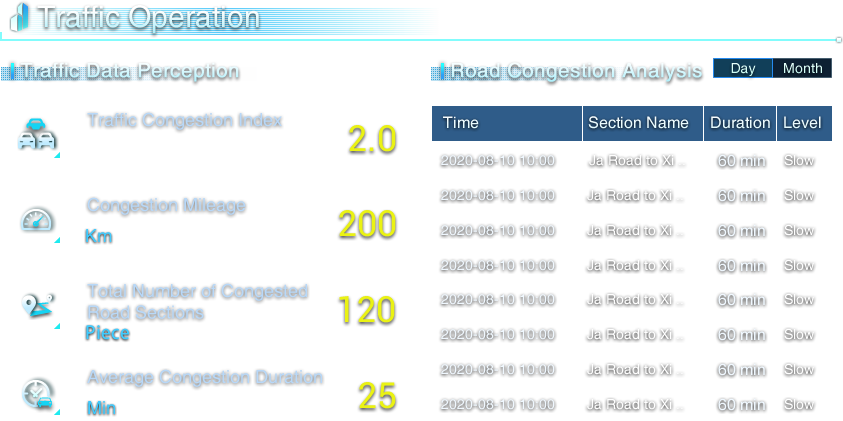 Traffic Operation
Traffic Data Perception
Traffic Congestion Index
2.0
Congestion Mileage
Km
200
Total Number of Congested
Road Sections
Piece
120
Average Congestion Duration
Min
25
Road Congestion Analysis
Day Month
Time Section Name Duration Level
2020-08-10 10:00 Ja Road to Xi ... 60 min Slow
2020-08-10 10:00 Ja Road to Xi ... 60 min Slow
2020-08-10 10:00 Ja Road to Xi ... 60 min Slow
2020-08-10 10:00 Ja Road to Xi ... 60 min Slow
2020-08-10 10:00 Ja Road to Xi ... 60 min Slow
2020-08-10 10:00 Ja Road to Xi ... 60 min Slow
2020-08-10 10:00 Ja Road to Xi ... 60 min Slow
2020-08-10 10:00 Ja Road to Xi ... 60 min Slow